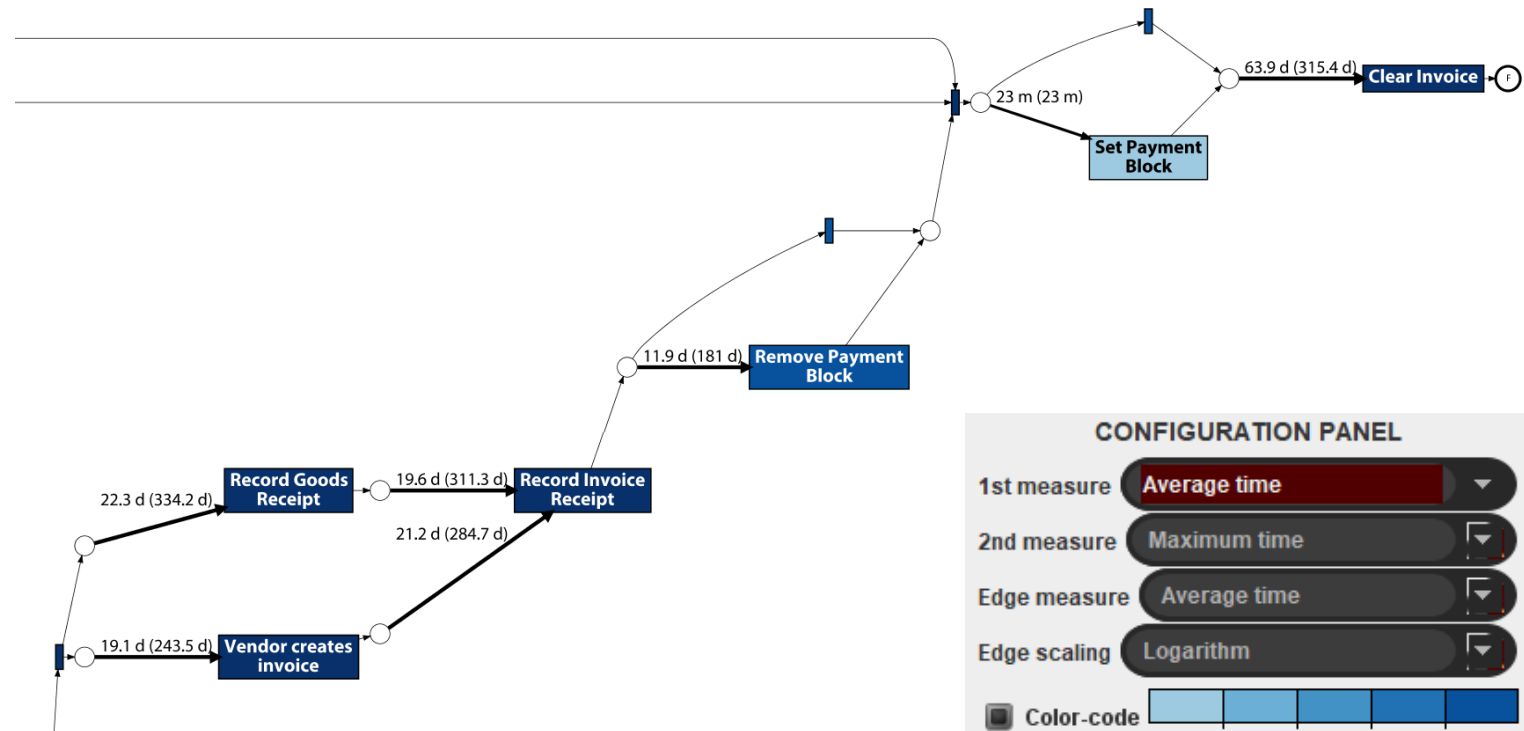 63.9 d (315.4 d)
Clear Invoice
F
23 m (23 m)
Set Payment
Block
11.9 d (181 d)
Remove Payment
Block
22.3 d (334.2 d)
Record Goods
Receipt
19.6 d (311.3 d)
Record Invoice
Receipt
21.2 d (284.7 d)
19.1 d (243.5 d)
Vendor creates
invoice
CONFIGURATION PANEL
1st measure Average time
2nd measure Maximum time
Edge measure Average time
Edge scaling Logarithm
Color-code